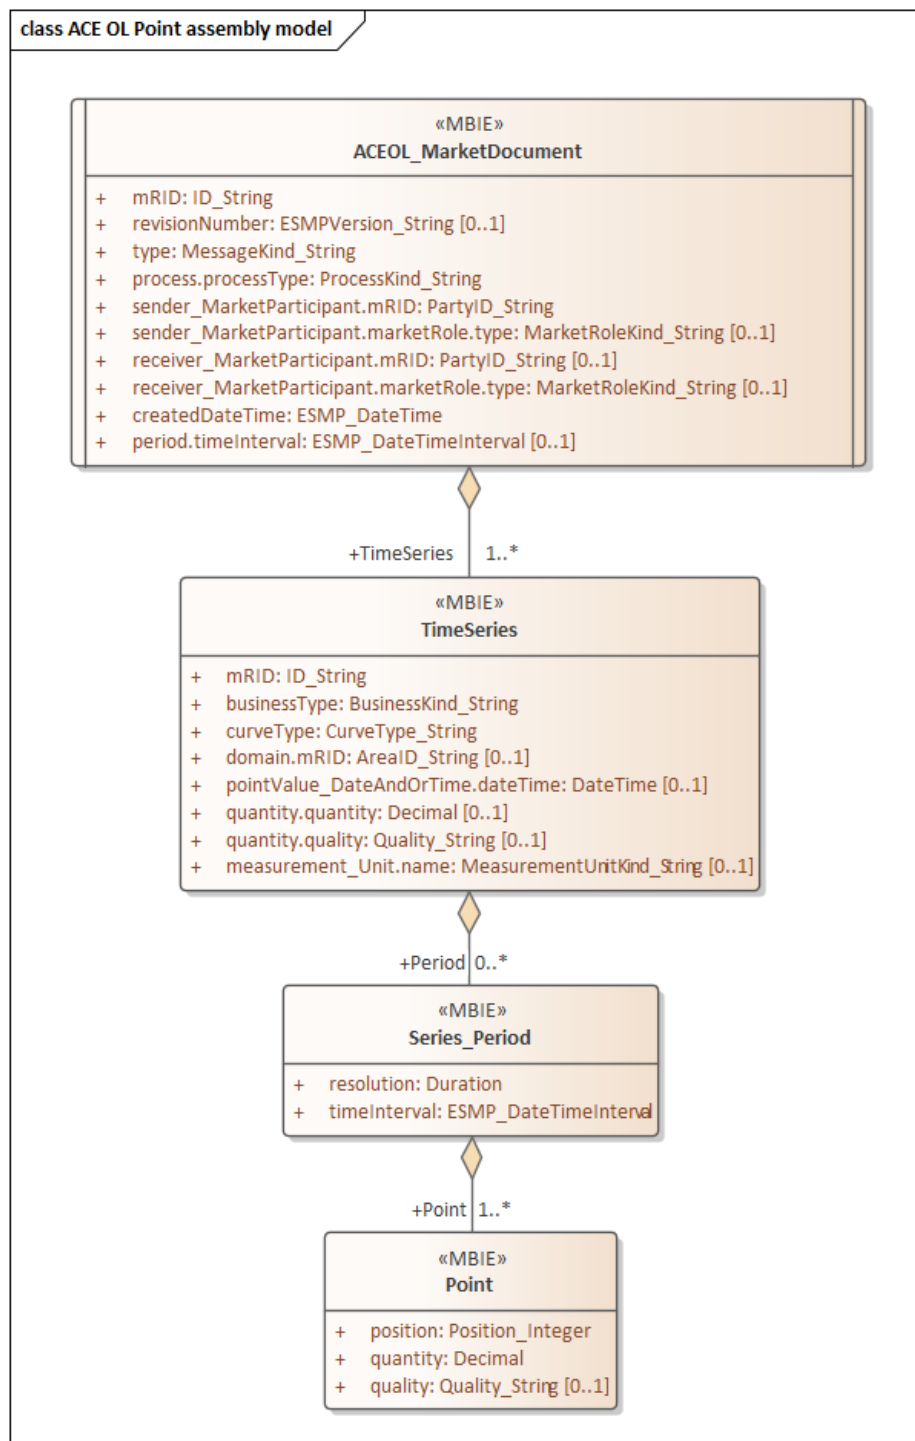 class ACE OL Point assembly model
«MBIE»
ACEOL_MarketDocument
+ mRID: ID_String
+ revisionNumber: ESMPVersion_String [0..1]
+ type: MessageKind_String
+ process.processType: ProcessKind_String
+ sender_MarketParticipant.mRID: PartyID_String
+ sender_MarketParticipant.marketRole.type: MarketRoleKind_String [0..1]
+ receiver_MarketParticipant.mRID: PartyID_String [0..1]
+ receiver_MarketParticipant.marketRole.type: MarketRoleKind_String [0..1]
+ createdDateTime: ESMP_DateTime
+ period.timeInterval: ESMP_DateTimeInterval [0..1]
+TimeSeries 1..*
«MBIE»
TimeSeries
+ mRID: ID_String
+ businessType: BusinessKind_String
+ curveType: CurveType_String
+ domain.mRID: AreaID_String [0..1]
+ pointValue_DateAndOrTime.dateTime: DateTime [0..1]
+ quantity.quantity: Decimal [0..1]
+ quantity.quality: Quality_String [0..1]
+ measurement_Unit.name: MeasurementUnitKind_String [0..1]
+Period 0..*
«MBIE»
Series_Period
+ resolution: Duration
+ timeInterval: ESMP_DateTimeInterval
+Point 1..*
«MBIE»
Point
+ position: Position_Integer
+ quantity: Decimal
+ quality: Quality_String [0..1]